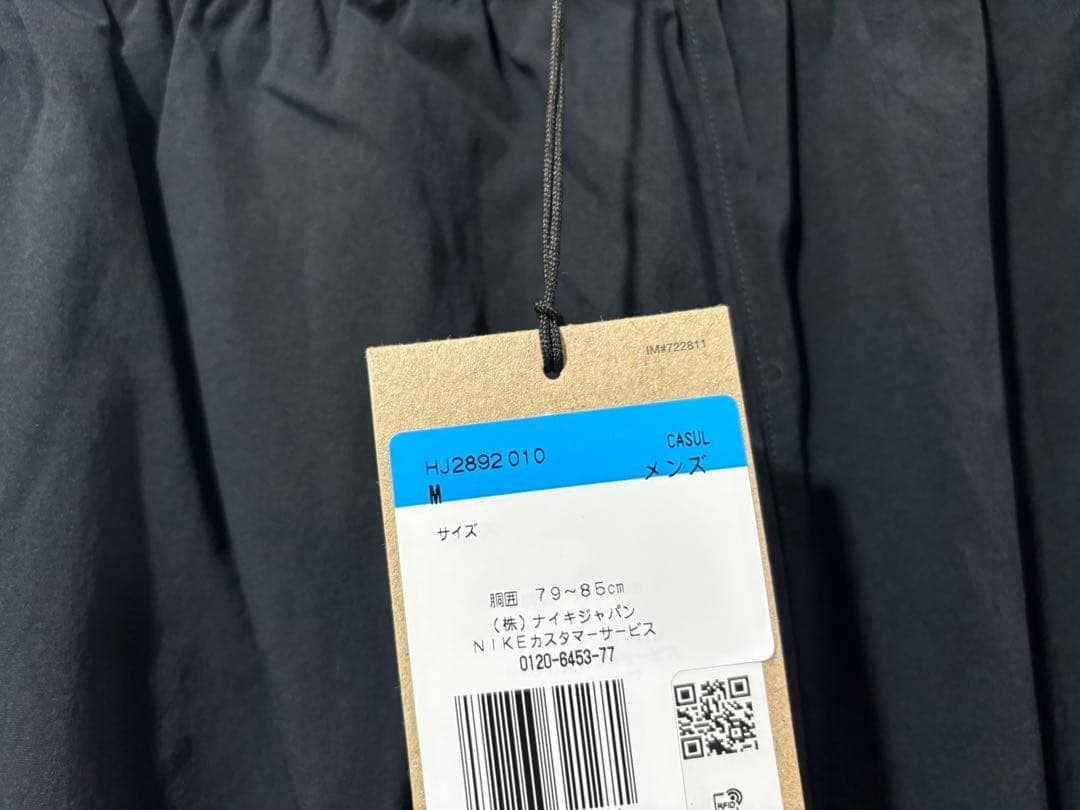 IM#722811
HJ2892 010
CASUL
M
メンズ
サイズ
胴囲 79～85cm
(株)ナイキジャパン
NIKEカスタマーサービス
0120-6453-77
RFID